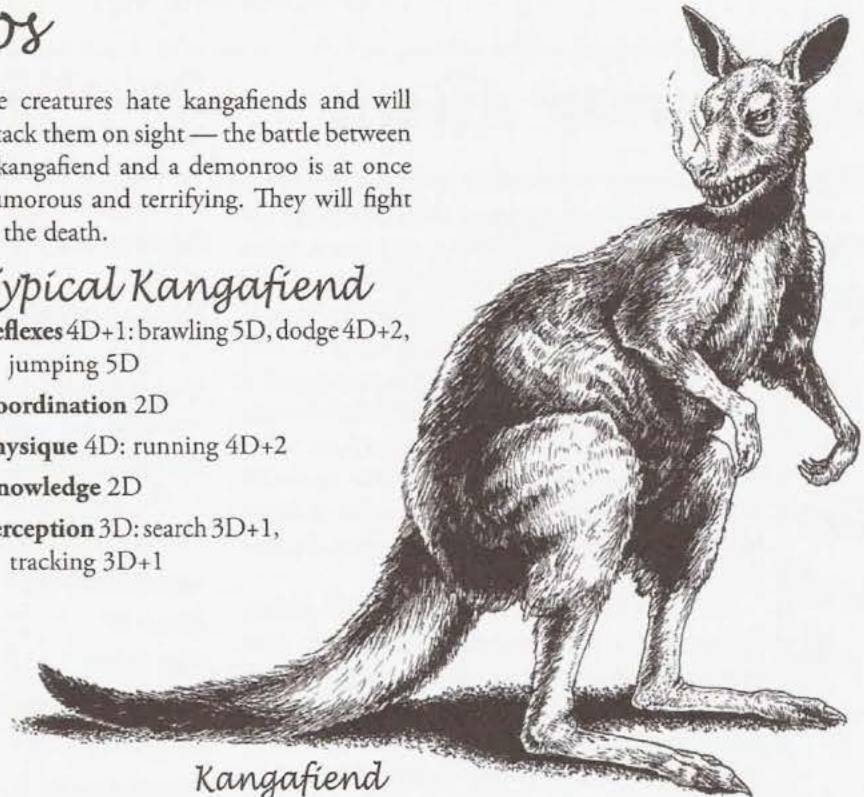 os
e creatures hate kangafiends and will
tack them on sight — the battle between
kangafiend and a demonroo is at once
umorous and terrifying. They will fight
the death.
ypical Kangafiend
eflexes 4D+1: brawling 5D, dodge 4D+2,
jumping 5D
oordination 2D
hysique 4D: running 4D+2
nowledge 2D
erception 3D: search 3D+1,
tracking 3D+1
Kangafiend